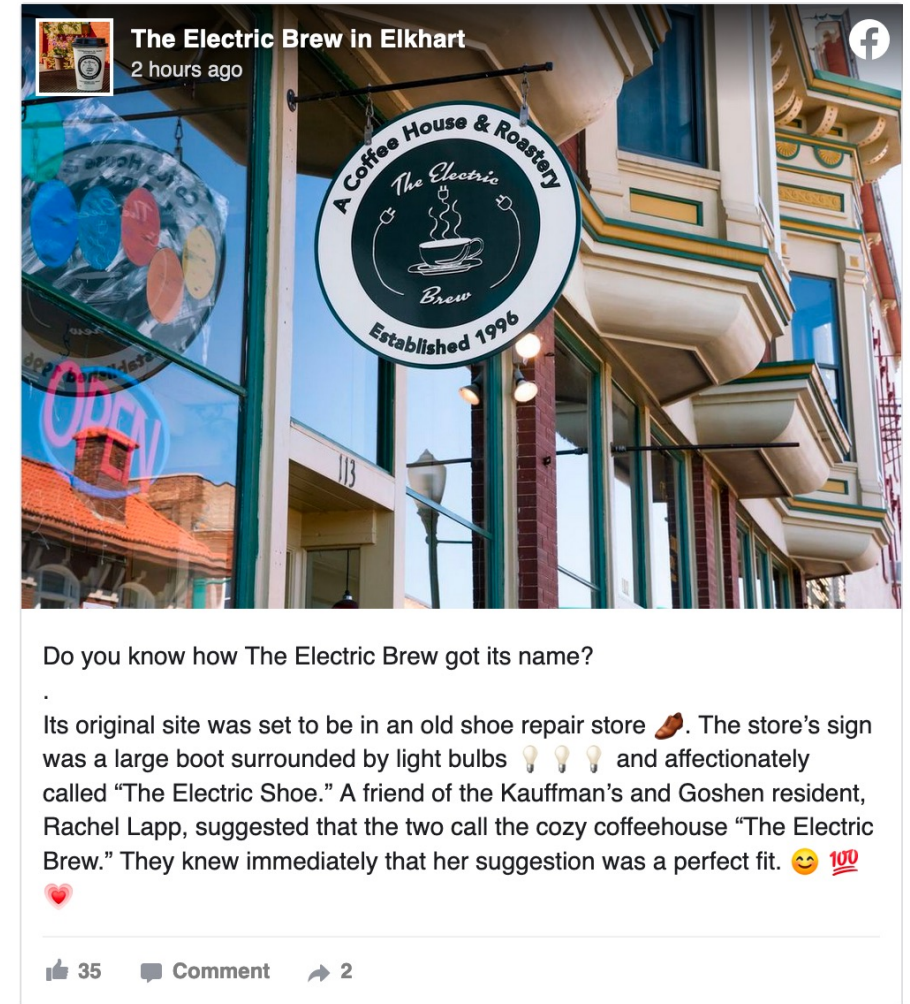 The Electric Brew in Elkhart
2 hours ago
A Coffee House & Roastery
The Electric
Brew
Established 1996
OPEN
113
Do you know how The Electric Brew got its name?
.
Its original site was set to be in an old shoe repair store 👞. The store’s sign
was a large boot surrounded by light bulbs 💡 💡 💡 and affectionately
called “The Electric Shoe.” A friend of the Kauffman’s and Goshen resident,
Rachel Lapp, suggested that the two call the cozy coffeehouse “The Electric
Brew.” They knew immediately that her suggestion was a perfect fit. 😊 💯
💗
35
Comment
2